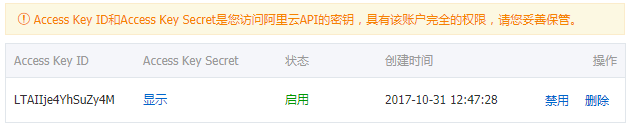 Access Key ID和Access Key Secret是您访问阿里云API的密钥，具有该账户完全的权限，请您妥善保管。
Access Key ID Access Key Secret 状态 创建时间 操作
LTAIIje4YhSuZy4M 显示 启用 2017-10-31 12:47:28 禁用 删除